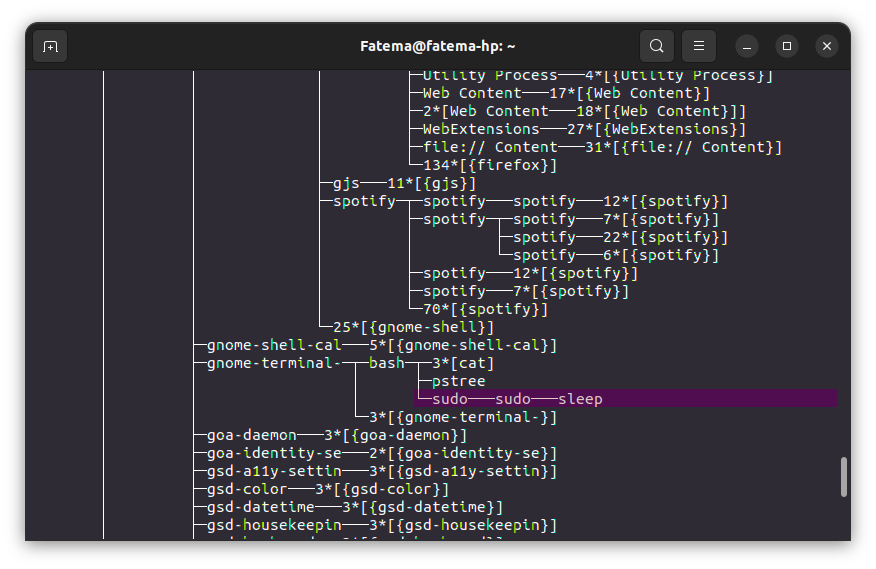 Fatema@fatema-hp: ~
Utility Process───4*[{Utility Process}]
├─Web Content───17*[{Web Content}]
├─2*[Web Content───18*[{Web Content}]]
├─WebExtensions───27*[{WebExtensions}]
├─file:// Content───31*[{file:// Content}]
└─134*[{firefox}]
├─gjs───11*[{gjs}]
├─spotify─┬─spotify───spotify───12*[{spotify}]
├─spotify─┬─spotify───7*[{spotify}]
├─spotify───22*[{spotify}]
└─spotify───6*[{spotify}]
├─spotify───12*[{spotify}]
├─spotify───7*[{spotify}]
└─70*[{spotify}]
└─25*[{gnome-shell}]
├─gnome-shell-cal───5*[{gnome-shell-cal}]
├─gnome-terminal-─┬─bash─┬─3*[cat]
├─pstree
└─sudo───sudo───sleep
└─3*[{gnome-terminal-}]
├─goa-daemon───3*[{goa-daemon}]
├─goa-identity-se───2*[{goa-identity-se}]
├─gsd-a11y-settin───3*[{gsd-a11y-settin}]
├─gsd-color───3*[{gsd-color}]
├─gsd-datetime───3*[{gsd-datetime}]
├─gsd-housekeepin───3*[{gsd-housekeepin}]